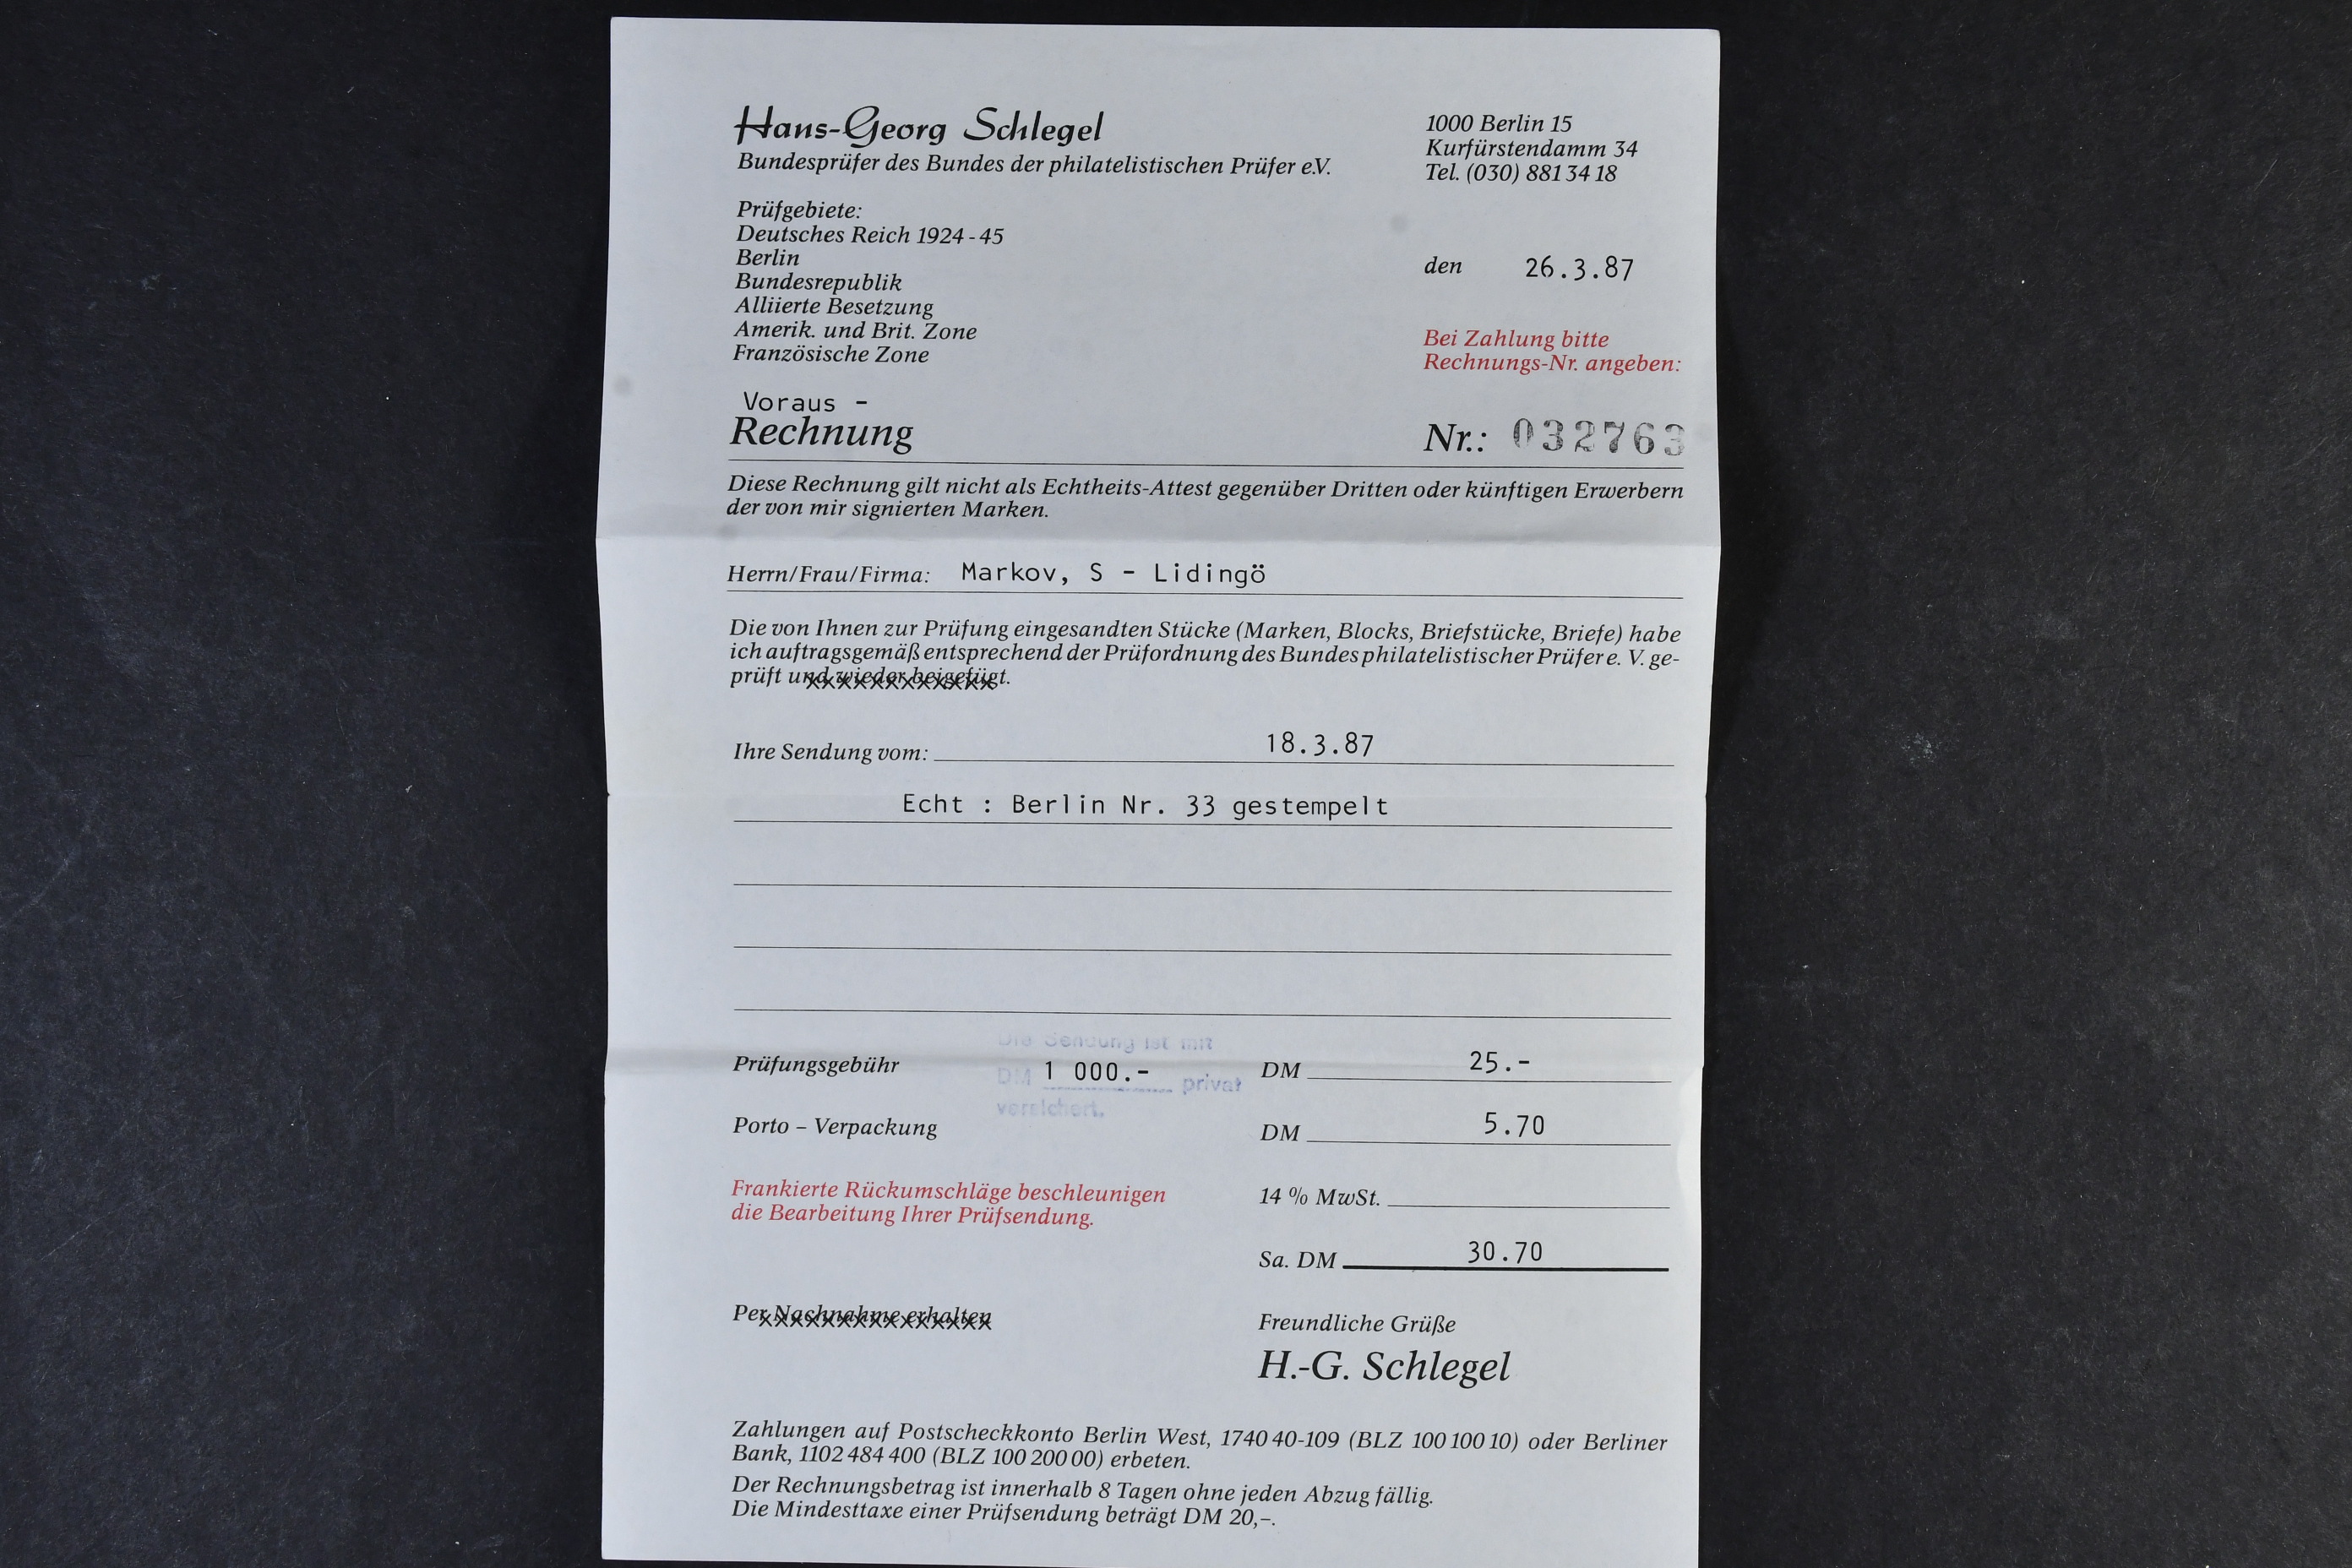 Hans-Georg Schlegel
Bundesprüfer des Bundes der philatelistischen Prüfer e.V.
1000 Berlin 15
Kurfürstendamm 34
Tel. (030) 881 34 18
Prüfgebiete:
Deutsches Reich 1924 - 45
Berlin
Bundesrepublik
Alliierte Besetzung
Amerik. und Brit. Zone
Französische Zone
den 26.3.87
Bei Zahlung bitte
Rechnungs-Nr. angeben:
Voraus -
Rechnung
Nr.: 032763
Diese Rechnung gilt nicht als Echtheits-Attest gegenüber Dritten oder künftigen Erwerbern
der von mir signierten Marken.
Herrn/Frau/Firma: Markov, S - Lidingö
Die von Ihnen zur Prüfung eingesandten Stücke (Marken, Blocks, Briefstücke, Briefe) habe
ich auftragsgemäß entsprechend der Prüfordnung des Bundes philatelistischer Prüfer e. V. ge-
prüft und wieder beigefügt.
Ihre Sendung vom: 18.3.87
Echt : Berlin Nr. 33 gestempelt
Die Sendung ist mit
DM 1 000.- privat
versichert.
Prüfungsgebühr DM 25.-
Porto – Verpackung DM 5.70
Frankierte Rückumschläge beschleunigen
die Bearbeitung Ihrer Prüfsendung.
14 % MwSt.
Sa. DM 30.70
Per Nachnahme erhalten
Freundliche Grüße
H.-G. Schlegel
Zahlungen auf Postscheckkonto Berlin West, 1740 40-109 (BLZ 100 100 10) oder Berliner
Bank, 1102 484 400 (BLZ 100 200 00) erbeten.
Der Rechnungsbetrag ist innerhalb 8 Tagen ohne jeden Abzug fällig.
Die Mindesttaxe einer Prüfsendung beträgt DM 20,–.